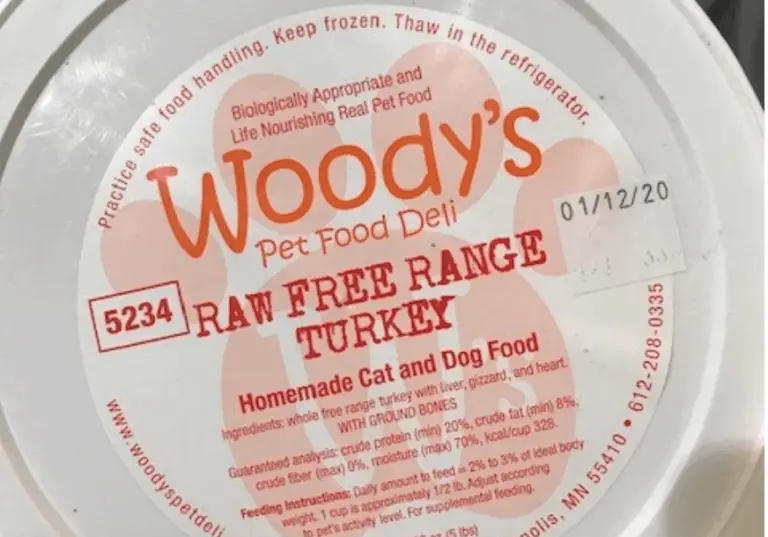 Practice safe food handling. Keep frozen. Thaw in the refrigerator.
Biologically Appropriate and
Life Nourishing Real Pet Food
Woody's
Pet Food Deli
01/12/20
5234
RAW FREE RANGE
TURKEY
Homemade Cat and Dog Food
Ingredients: whole free range turkey with liver, gizzard, and heart.
WITH GROUND BONES
Guaranteed analysis: crude protein (min) 20%, crude fat (min) 8%,
crude fiber (max) 0%, moisture (max) 70%, kcal/cup 328.
Feeding Instructions: Daily amount to feed = 2% to 3% of ideal body
weight. 1 cup is approximately 1/2 lb. Adjust according
to pet's activity level. For supplemental feeding.
(5 lbs)
www.woodyspetdeli
polis, MN 55410 • 612-208-0335
W's